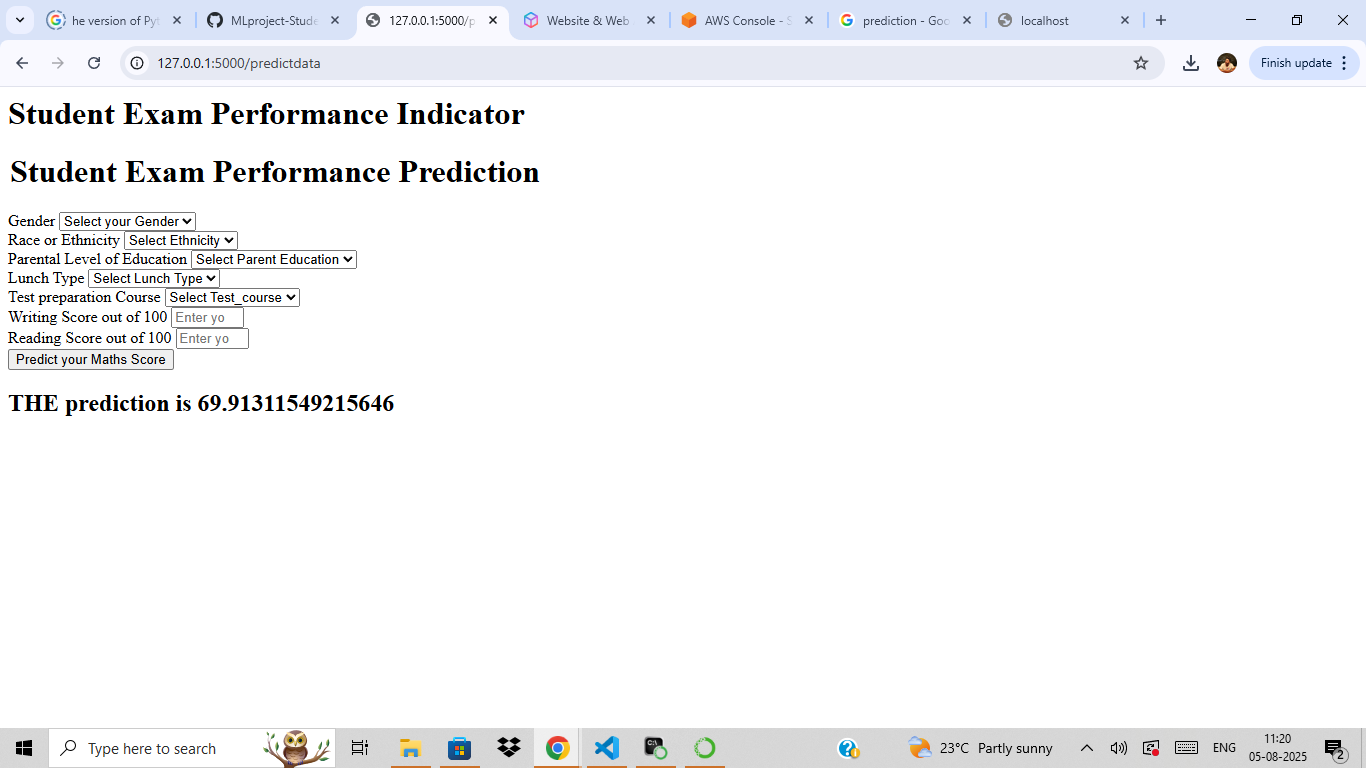 he version of Pyt
MLproject-Stude
127.0.0.1:5000/p
Website & Web
AWS Console - S
prediction - Goo
localhost
127.0.0.1:5000/predictdata
Finish update
Student Exam Performance Indicator
Student Exam Performance Prediction
Gender Select your Gender
Race or Ethnicity Select Ethnicity
Parental Level of Education Select Parent Education
Lunch Type Select Lunch Type
Test preparation Course Select Test_course
Writing Score out of 100 Enter yo
Reading Score out of 100 Enter yo
Predict your Maths Score
THE prediction is 69.91311549215646
Type here to search
23°C Partly sunny
ENG
11:20
05-08-2025
2